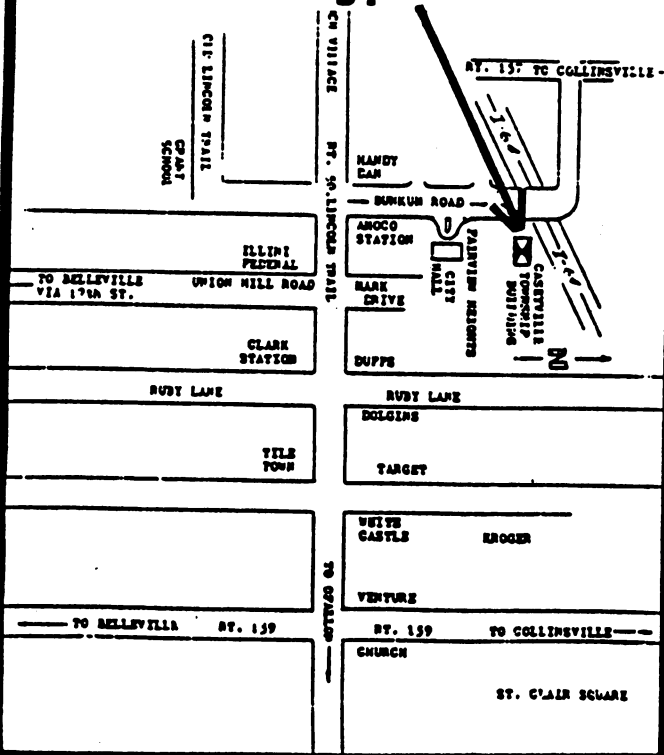 CH VILLAGE
RT. 50. LINCOLN TRAIL
LINCOLN TRAIL
GRANT
SCHOOL
RT. 157 TO COLLINSVILLE
I-64
HANDY
DAN
BUNKUM ROAD
AMOCO
STATION
ILLINI
FEDERAL
TO BELLEVILLE
VIA 17th ST.
UNION HILL ROAD
MARK
DRIVE
CITY
HALL
FAIRVIEW HEIGHTS
CASEYVILLE
TOWNSHIP
BUILDING
I-64
N
CLARK
STATION
DUFFS
RUBY LANE
RUBY LANE
DOLGINS
TILE
TOWN
TARGET
WHITE
CASTLE
KROGER
VENTURE
TO O'FALLON
TO BELLEVILLE
RT. 159
RT. 159
TO COLLINSVILLE
CHURCH
ST. CLAIR SQUARE